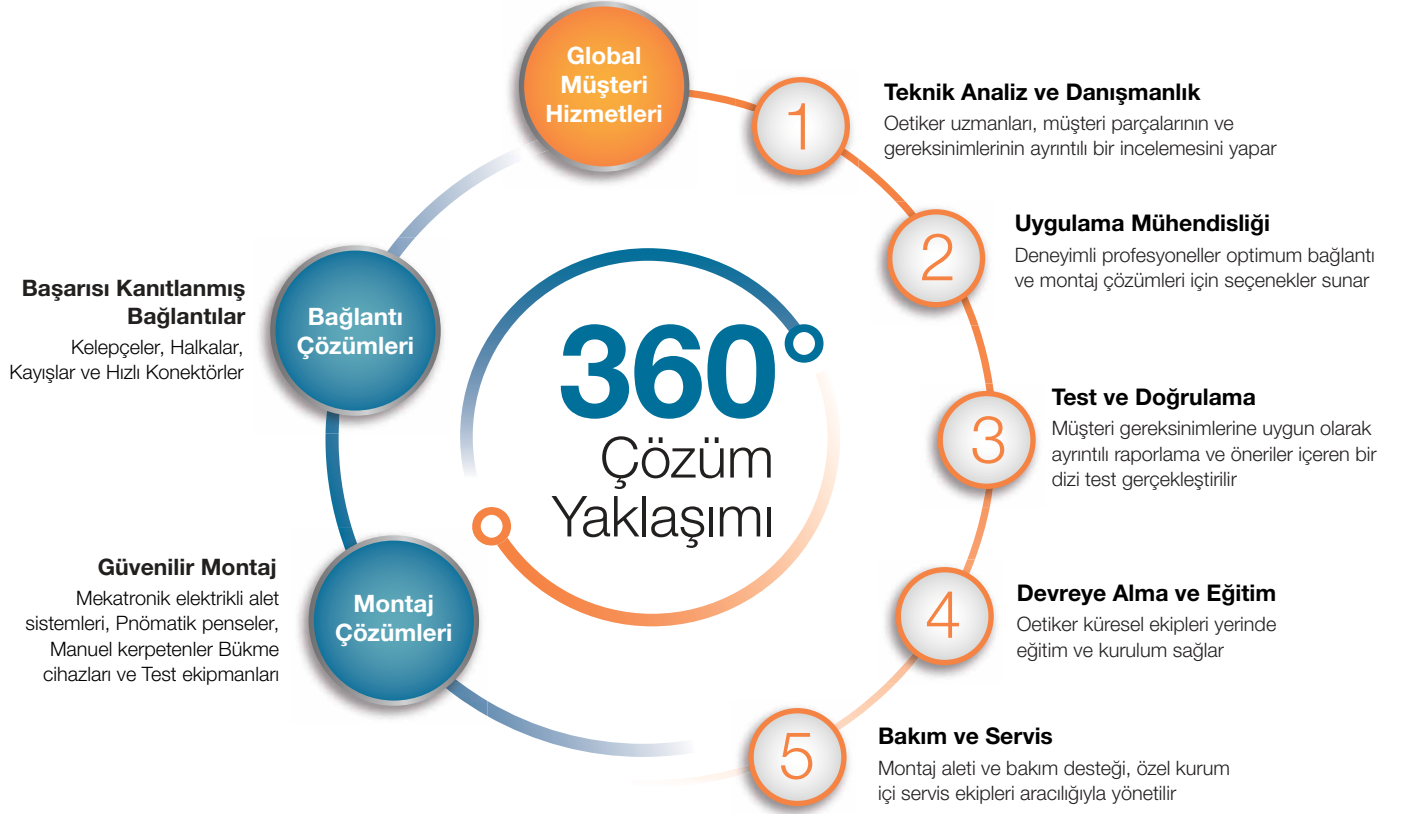 Global
Müşteri
Hizmetleri
1
Teknik Analiz ve Danışmanlık
Oetiker uzmanları, müşteri parçalarının ve
gereksinimlerinin ayrıntılı bir incelemesini yapar
2
Uygulama Mühendisliği
Deneyimli profesyoneller optimum bağlantı
ve montaj çözümleri için seçenekler sunar
3
Test ve Doğrulama
Müşteri gereksinimlerine uygun olarak
ayrıntılı raporlama ve öneriler içeren bir
dizi test gerçekleştirilir
4
Devreye Alma ve Eğitim
Oetiker küresel ekipleri yerinde
eğitim ve kurulum sağlar
5
Bakım ve Servis
Montaj aleti ve bakım desteği, özel kurum
içi servis ekipleri aracılığıyla yönetilir
Başarısı Kanıtlanmış
Bağlantılar
Kelepçeler, Halkalar,
Kayışlar ve Hızlı Konektörler
Bağlantı
Çözümleri
Güvenilir Montaj
Mekatronik elektrikli alet
sistemleri, Pnömatik penseler,
Manuel kerpetenler Bükme
cihazları ve Test ekipmanları
Montaj
Çözümleri
360°
Çözüm
Yaklaşımı